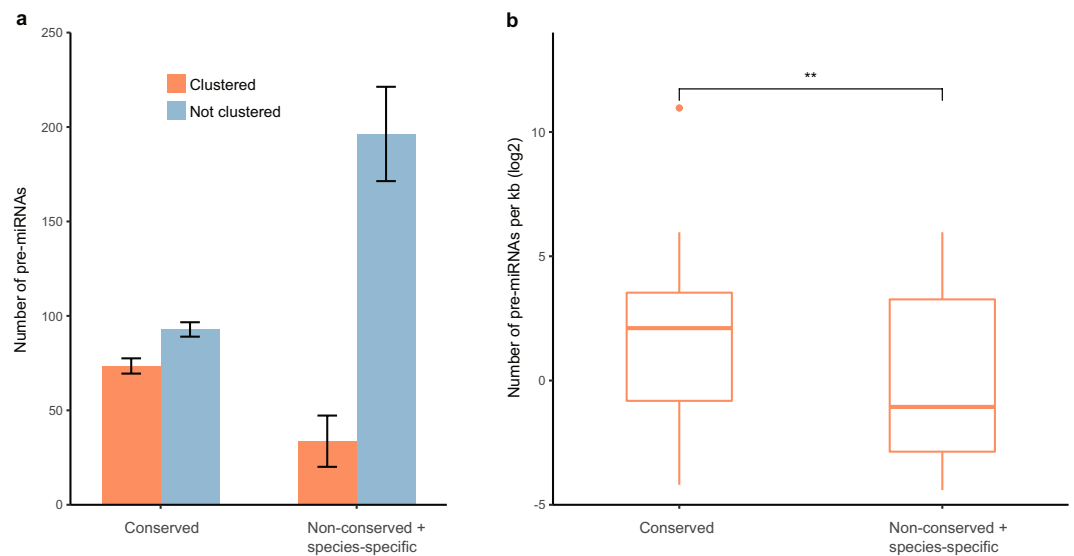 a
Number of pre-miRNAs
250
200
150
100
50
0
Clustered
Not clustered
Conserved
Non-conserved +
species-specific
b
Number of pre-miRNAs per kb (log2)
10
5
0
-5
**
Conserved
Non-conserved +
species-specific